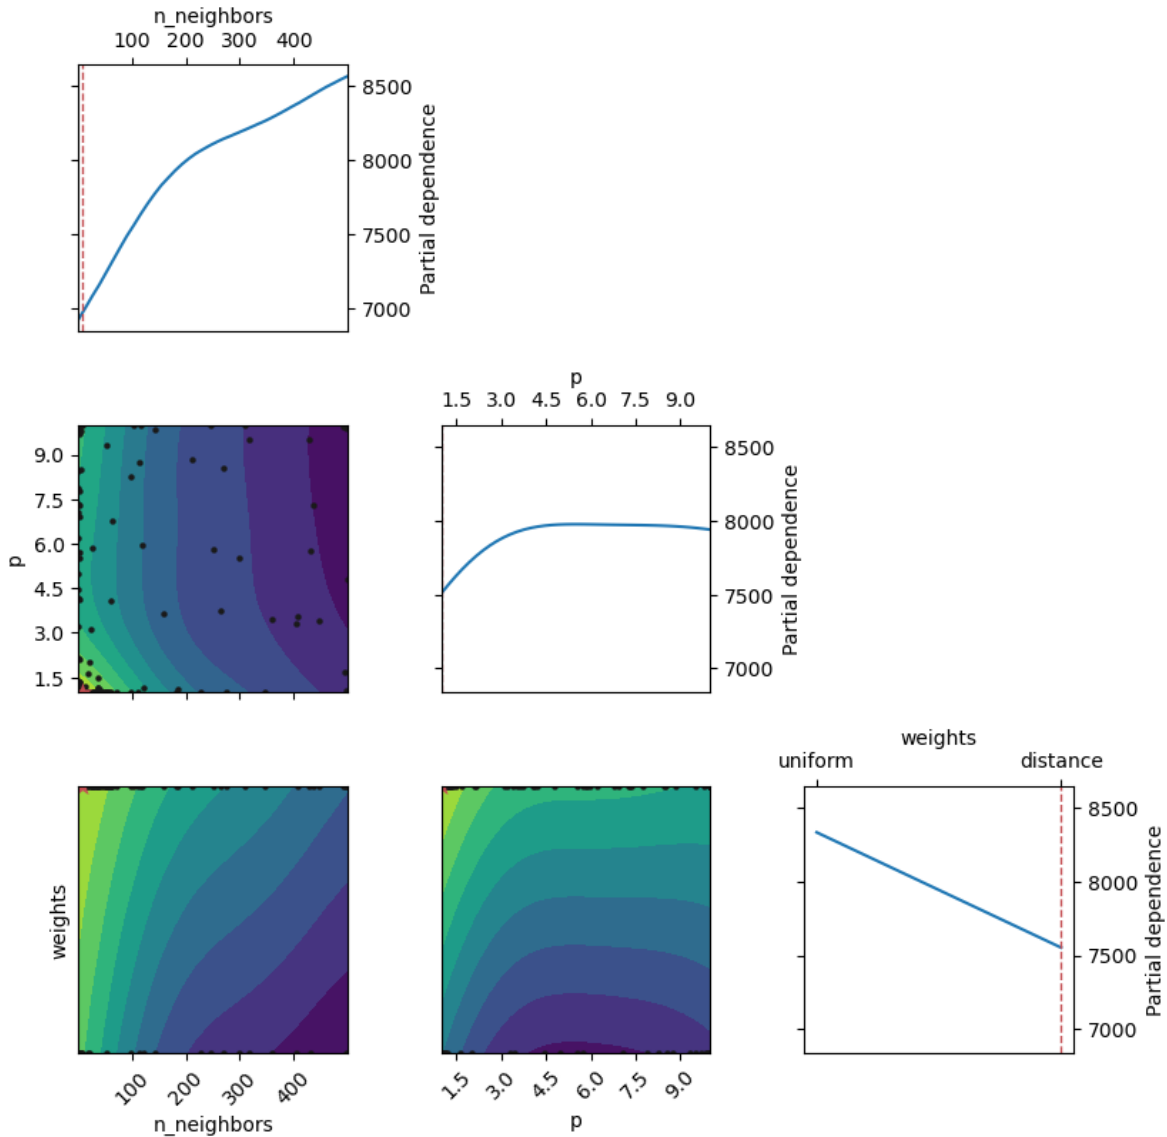 n_neighbors
100 200 300 400
8500
8000
7500
7000
Partial dependence
p
1.5 3.0 4.5 6.0 7.5 9.0
9.0
7.5
6.0
4.5
3.0
1.5
p
8500
8000
7500
7000
Partial dependence
weights
uniform distance
weights
100 200 300 400
n_neighbors
1.5 3.0 4.5 6.0 7.5 9.0
p
8500
8000
7500
7000
Partial dependence